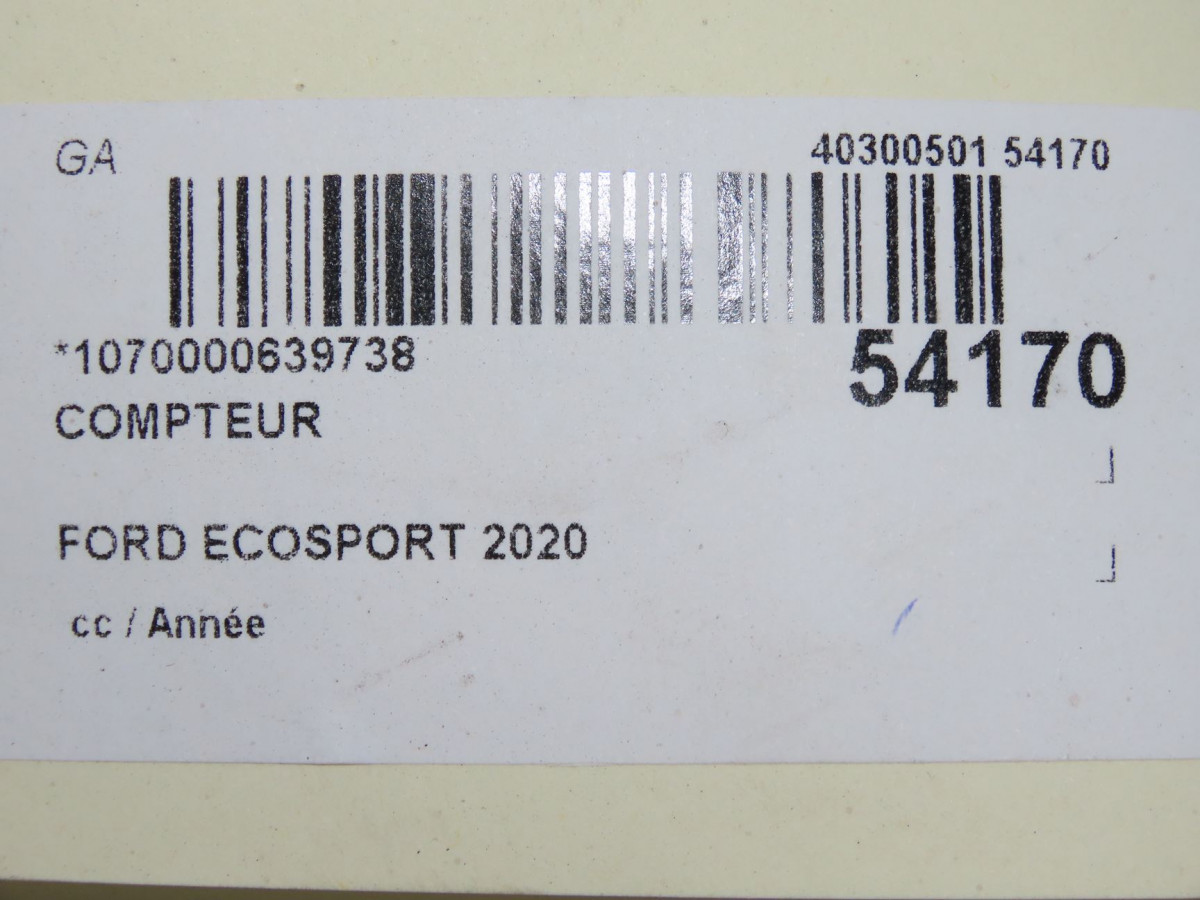 GA
40300501 54170
*1070000639738
54170
COMPTEUR
FORD ECOSPORT 2020
cc / Année